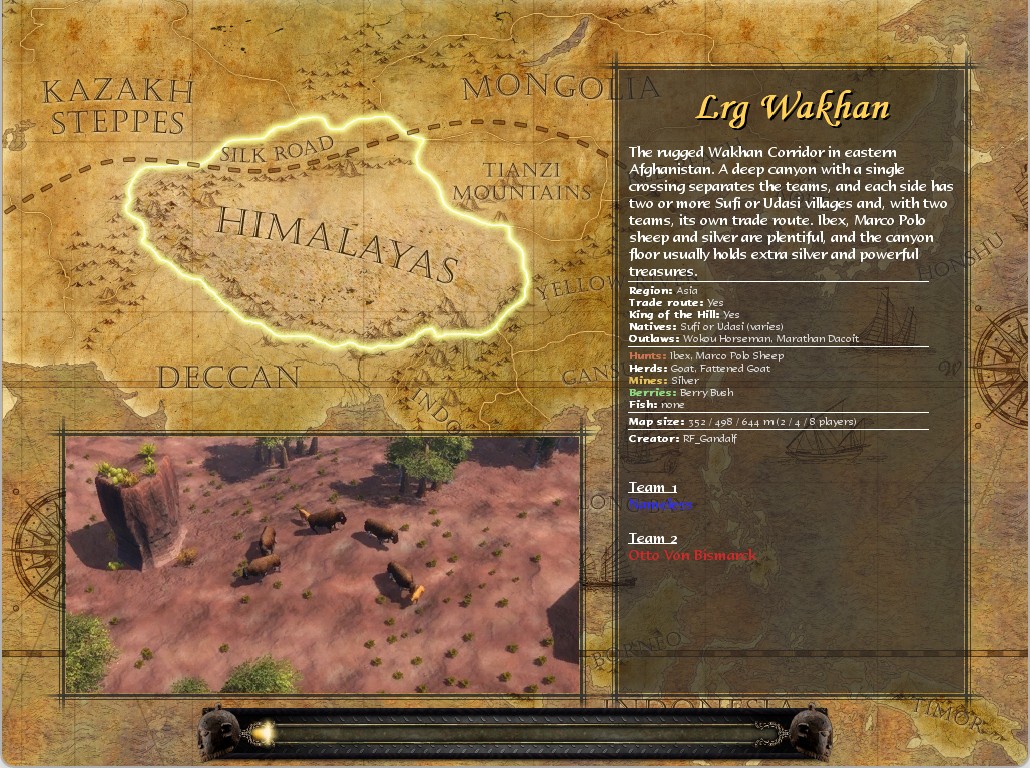 KAZAKH
STEPPES
MONGOLIA
SILK ROAD
TIANZI
MOUNTAINS
HIMALAYAS
YELLOW
HONSHU
DECCAN
BORNEO
INDONESIA
TIMOR
Lrg Wakhan
The rugged Wakhan Corridor in eastern
Afghanistan. A deep canyon with a single
crossing separates the teams, and each side has
two or more Sufi or Udasi villages and, with two
teams, its own trade route. Ibex, Marco Polo
sheep and silver are plentiful, and the canyon
floor usually holds extra silver and powerful
treasures.
Region: Asia
Trade route: Yes
King of the Hill: Yes
Natives: Sufi or Udasi (varies)
Outlaws: Wokou Horseman, Marathan Dacoit
Hunts: Ibex, Marco Polo Sheep
Herds: Goat, Fattened Goat
Mines: Silver
Berries: Berry Bush
Fish: none
Map size: 352 / 498 / 644 m (2 / 4 / 8 players)
Creator: RF_Gandalf
Team 1
Team 2
Otto Von Bismarck